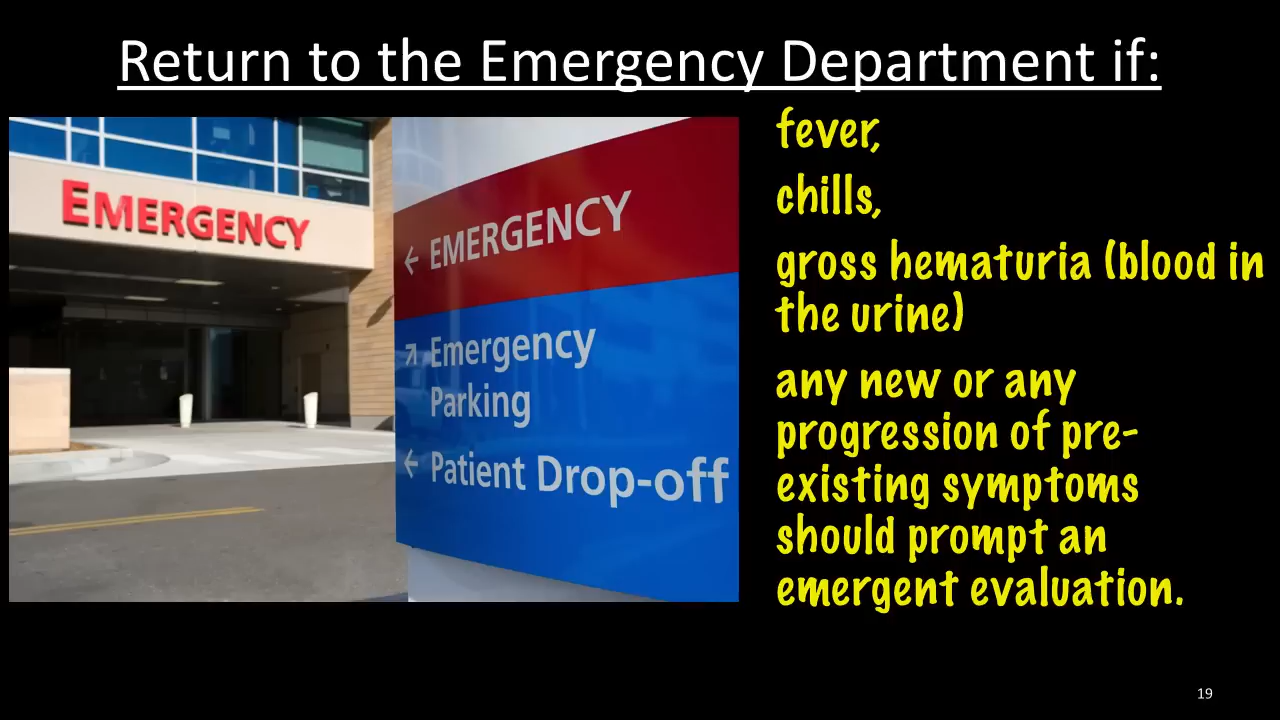 Return to the Emergency Department if:
EMERGENCY
← EMERGENCY
↗ Emergency
Parking
← Patient Drop-off
fever,
chills,
gross hematuria (blood in
the urine)
any new or any
progression of pre-
existing symptoms
should prompt an
emergent evaluation.
19